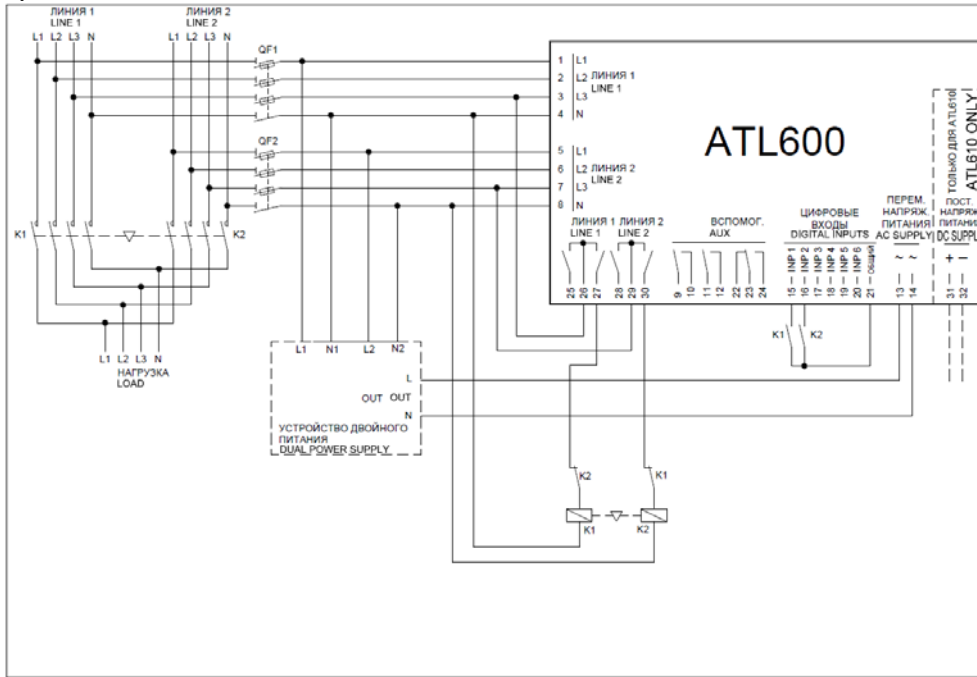 ЛИНИЯ 1
LINE 1
L1 L2 L3 N
ЛИНИЯ 2
LINE 2
L1 L2 L3 N
QF1
QF2
K1
K2
L1 L2 L3 N
НАГРУЗКА
LOAD
1 L1
2 L2
3 L3
4 N
ЛИНИЯ 1
LINE 1
5 L1
6 L2
7 L3
8 N
ЛИНИЯ 2
LINE 2
ATL600
ТОЛЬКО ДЛЯ ATL610
ATL610 ONLY
ЛИНИЯ 1 ЛИНИЯ 2
LINE 1 LINE 2
25 26 27 28 29 30
ВСПОМОГ.
AUX
9 10 11 12 22 23 24
ЦИФРОВЫЕ
ВХОДЫ
DIGITAL INPUTS
15 INP 1
16 INP 2
17 INP 3
18 INP 4
19 INP 5
20 INP 6
21 ОБЩИЙ
ПЕРЕМ.
НАПРЯЖ.
ПИТАНИЯ
AC SUPPLY
13 ~
14 ~
ПОСТ.
НАПРЯЖ
ПИТАНИ
DC SUPPL
31 +
32 –
K1 K2
L1 N1 L2 N2
L
OUT OUT
N
УСТРОЙСТВО ДВОЙНОГО
ПИТАНИЯ
DUAL POWER SUPPLY
K2
K1
K1
K2